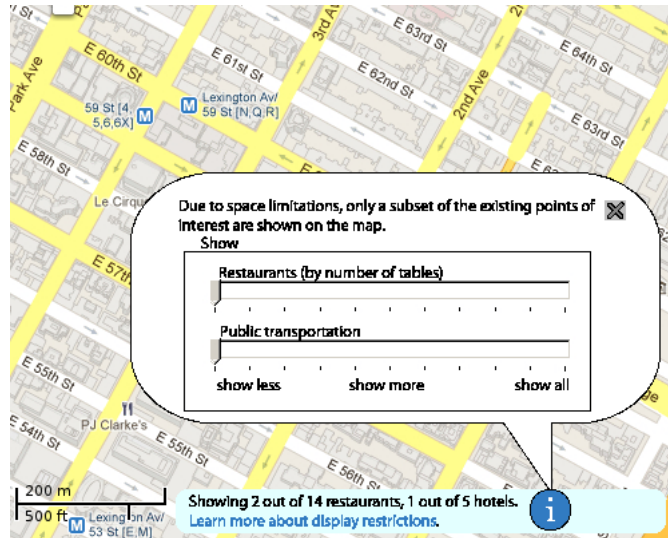 St
3rd Ave
2n
E 63rd St
E 60th St
E 61st St
E 64th St
Park Ave
E 62nd St
2nd Ave
59 St [4,
5,6,6X]
M
M
Lexington Av/
59 St [N,Q,R]
E 63rd St
E 58th St
Le Cirque
Due to space limitations, only a subset of the existing points of
interest are shown on the map.
Show
E 57th
Restaurants (by number of tables)
Public transportation
show less show more show all
E 55th St
PJ Clarke's
E 54th St
E 55th St
E 56th St
200 m
500 ft
M
Lexington Av/
53 St [E,M]
Showing 2 out of 14 restaurants, 1 out of 5 hotels.
Learn more about display restrictions.
i